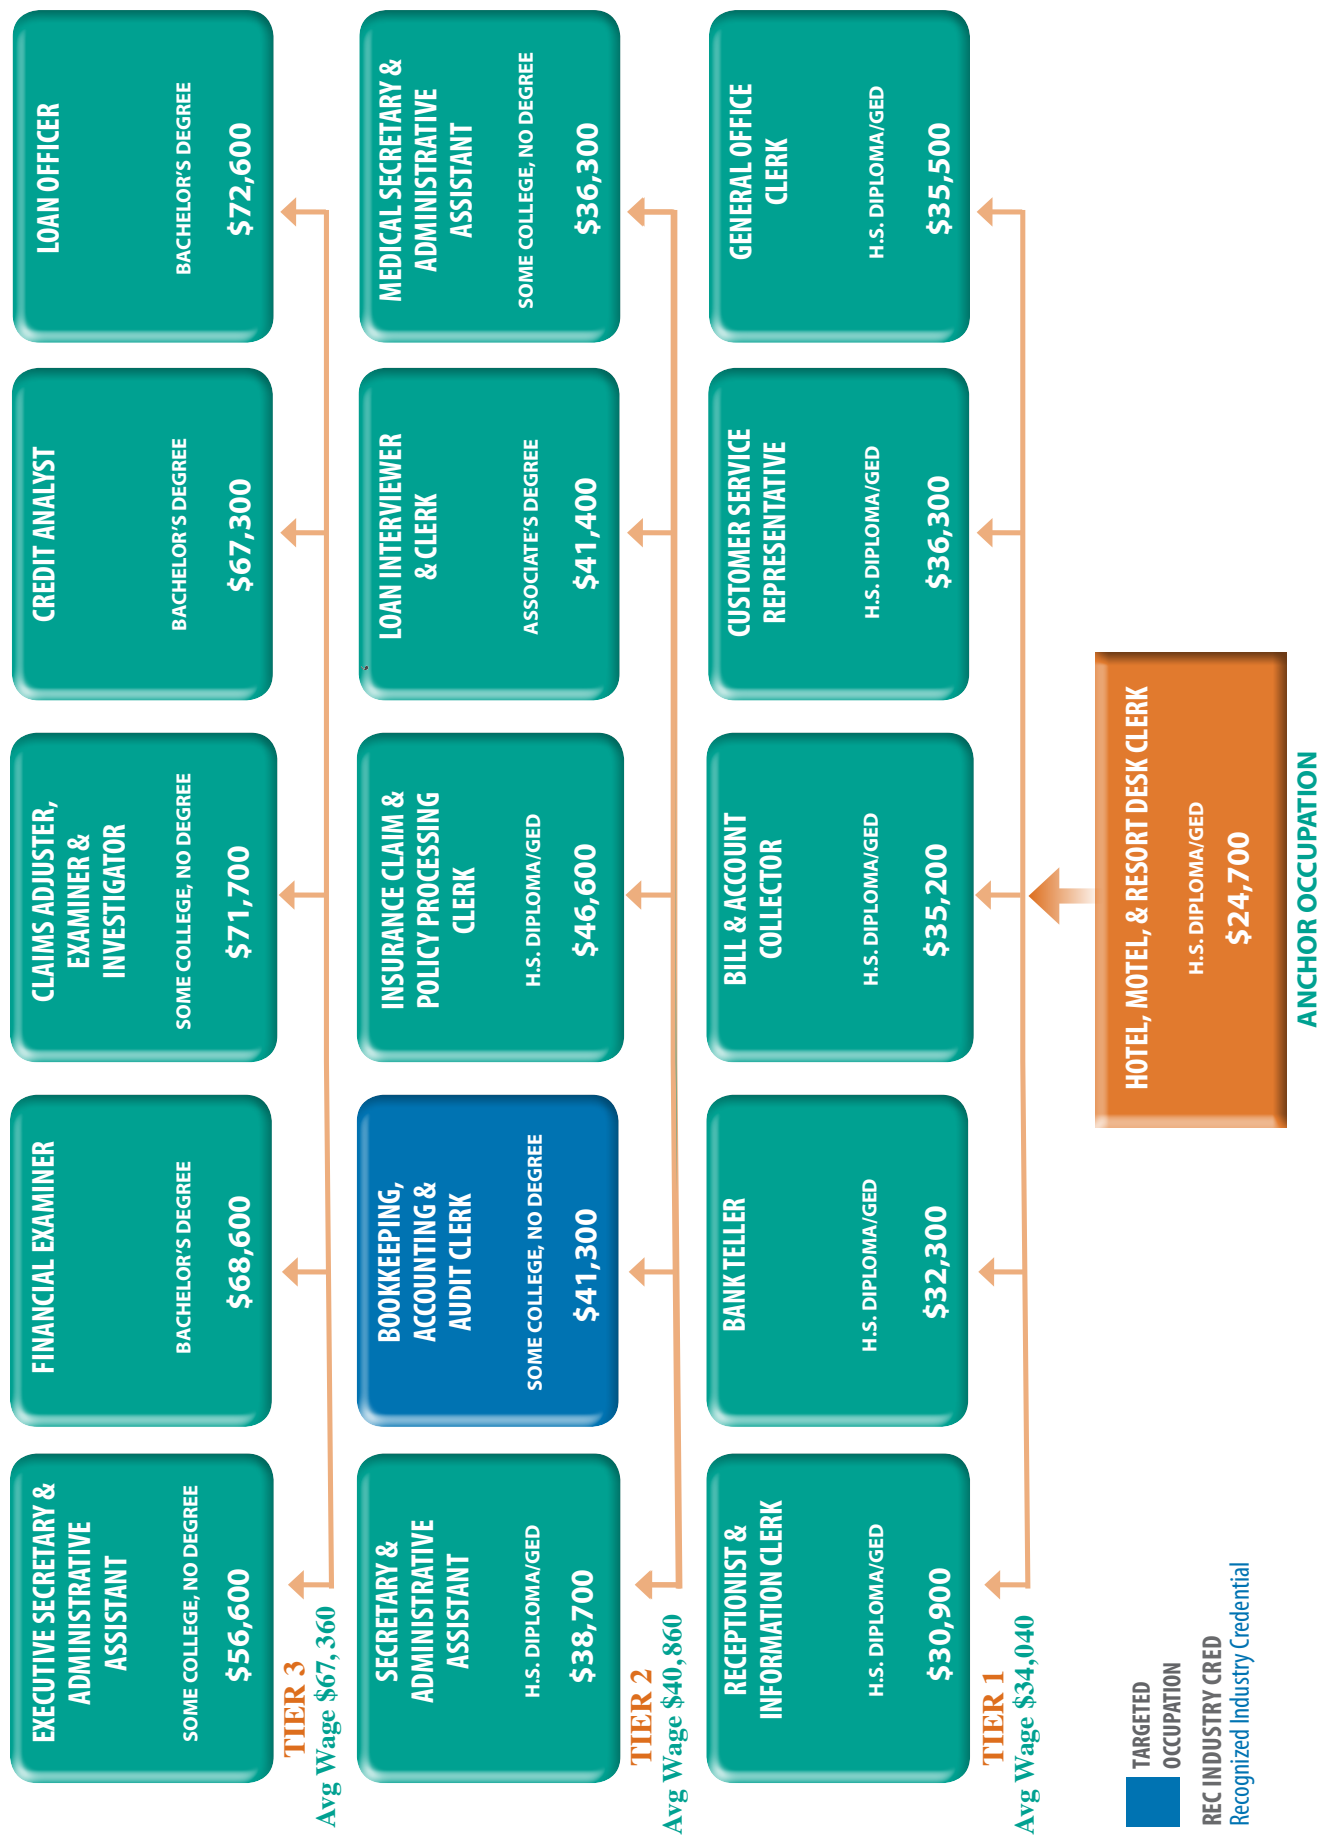 EXECUTIVE SECRETARY &
ADMINISTRATIVE
ASSISTANT
SOME COLLEGE, NO DEGREE
$56,600
FINANCIAL EXAMINER
BACHELOR'S DEGREE
$68,600
CLAIMS ADJUSTER,
EXAMINER &
INVESTIGATOR
SOME COLLEGE, NO DEGREE
$71,700
CREDIT ANALYST
BACHELOR'S DEGREE
$67,300
LOAN OFFICER
BACHELOR'S DEGREE
$72,600
TIER 3
Avg Wage $67,360
SECRETARY &
ADMINISTRATIVE
ASSISTANT
H.S. DIPLOMA/GED
$38,700
BOOKKEEPING,
ACCOUNTING &
AUDIT CLERK
SOME COLLEGE, NO DEGREE
$41,300
INSURANCE CLAIM &
POLICY PROCESSING
CLERK
H.S. DIPLOMA/GED
$46,600
LOAN INTERVIEWER
& CLERK
ASSOCIATE'S DEGREE
$41,400
MEDICAL SECRETARY &
ADMINISTRATIVE
ASSISTANT
SOME COLLEGE, NO DEGREE
$36,300
TIER 2
Avg Wage $40,860
RECEPTIONIST &
INFORMATION CLERK
H.S. DIPLOMA/GED
$30,900
BANK TELLER
H.S. DIPLOMA/GED
$32,300
BILL & ACCOUNT
COLLECTOR
H.S. DIPLOMA/GED
$35,200
CUSTOMER SERVICE
REPRESENTATIVE
H.S. DIPLOMA/GED
$36,300
GENERAL OFFICE
CLERK
H.S. DIPLOMA/GED
$35,500
TIER 1
Avg Wage $34,040
HOTEL, MOTEL, & RESORT DESK CLERK
H.S. DIPLOMA/GED
$24,700
ANCHOR OCCUPATION
TARGETED
OCCUPATION
REC INDUSTRY CRED
Recognized Industry Credential